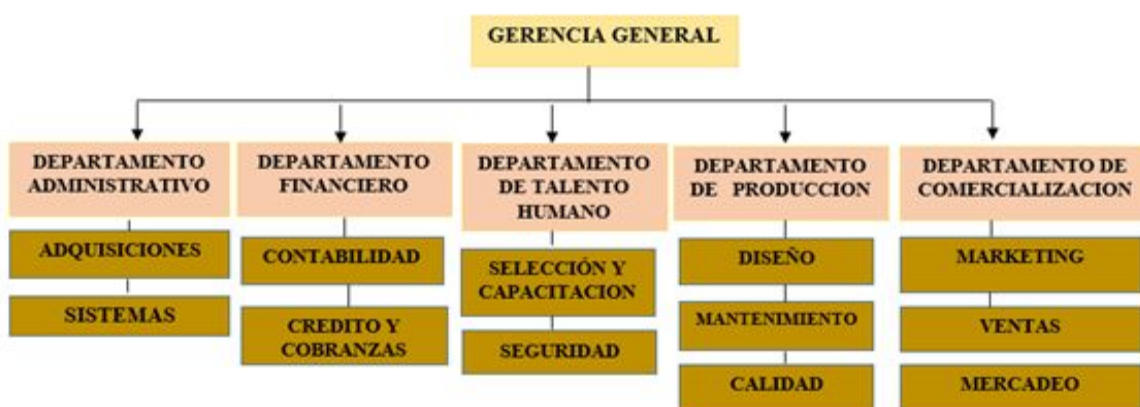 GERENCIA GENERAL
DEPARTAMENTO
ADMINISTRATIVO
DEPARTAMENTO
FINANCIERO
DEPARTAMENTO
DE TALENTO
HUMANO
DEPARTAMENTO
DE PRODUCCION
DEPARTAMENTO DE
COMERCIALIZACION
ADQUISICIONES
SISTEMAS
CONTABILIDAD
CREDITO Y
COBRANZAS
SELECCIÓN Y
CAPACITACION
SEGURIDAD
DISEÑO
MANTENIMIENTO
CALIDAD
MARKETING
VENTAS
MERCADEO